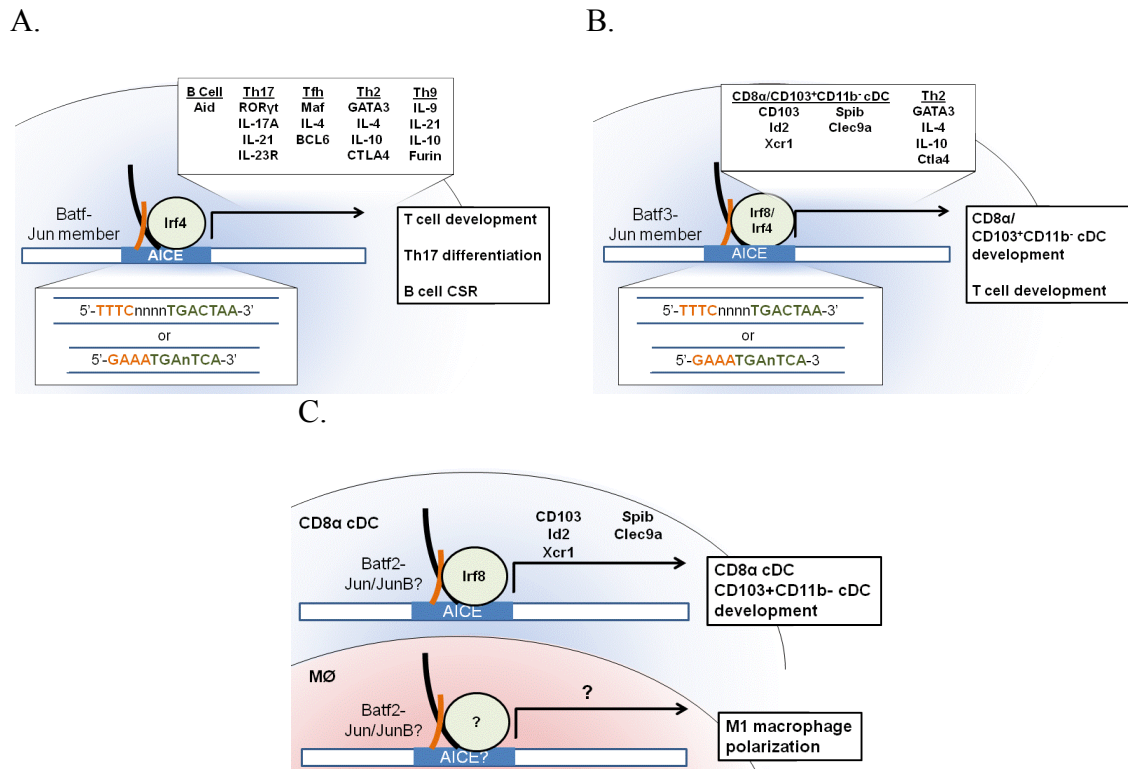 A.
B Cell Th17 Tfh Th2 Th9
Aid RORγt Maf GATA3 IL-9
IL-17A IL-4 IL-4 IL-21
IL-21 BCL6 IL-10 IL-10
IL-23R CTLA4 Furin
Batf-
Jun member
Irf4
AICE
T cell development
Th17 differentiation
B cell CSR
5'-TTTCnnnnTGACTAA-3'
or
5'-GAAATGAnTCA-3'
B.
CD8α/CD103⁺CD11b⁻ cDC Th2
CD103 Spib GATA3
Id2 Clec9a IL-4
Xcr1 IL-10
Ctla4
Batf3-
Jun member
Irf8/
Irf4
AICE
CD8α/
CD103⁺CD11b⁻ cDC
development
T cell development
5'-TTTCnnnnTGACTAA-3'
or
5'-GAAATGAnTCA-3
C.
CD8α cDC
CD103 Spib
Id2 Clec9a
Xcr1
Batf2-
Jun/JunB?
Irf8
AICE
CD8α cDC
CD103+CD11b- cDC
development
MØ
Batf2-
Jun/JunB?
?
?
AICE?
M1 macrophage
polarization